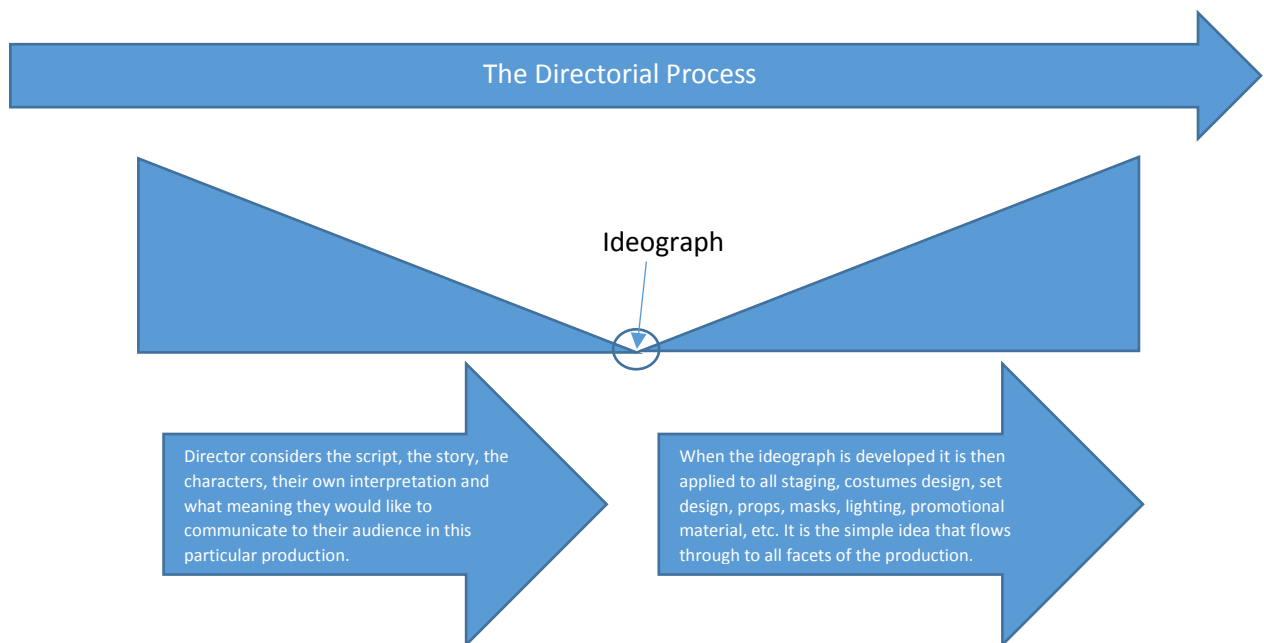 The Directorial Process
Ideograph
Director considers the script, the story, the
characters, their own interpretation and
what meaning they would like to
communicate to their audience in this
particular production.
When the ideograph is developed it is then
applied to all staging, costumes design, set
design, props, masks, lighting, promotional
material, etc. It is the simple idea that flows
through to all facets of the production.